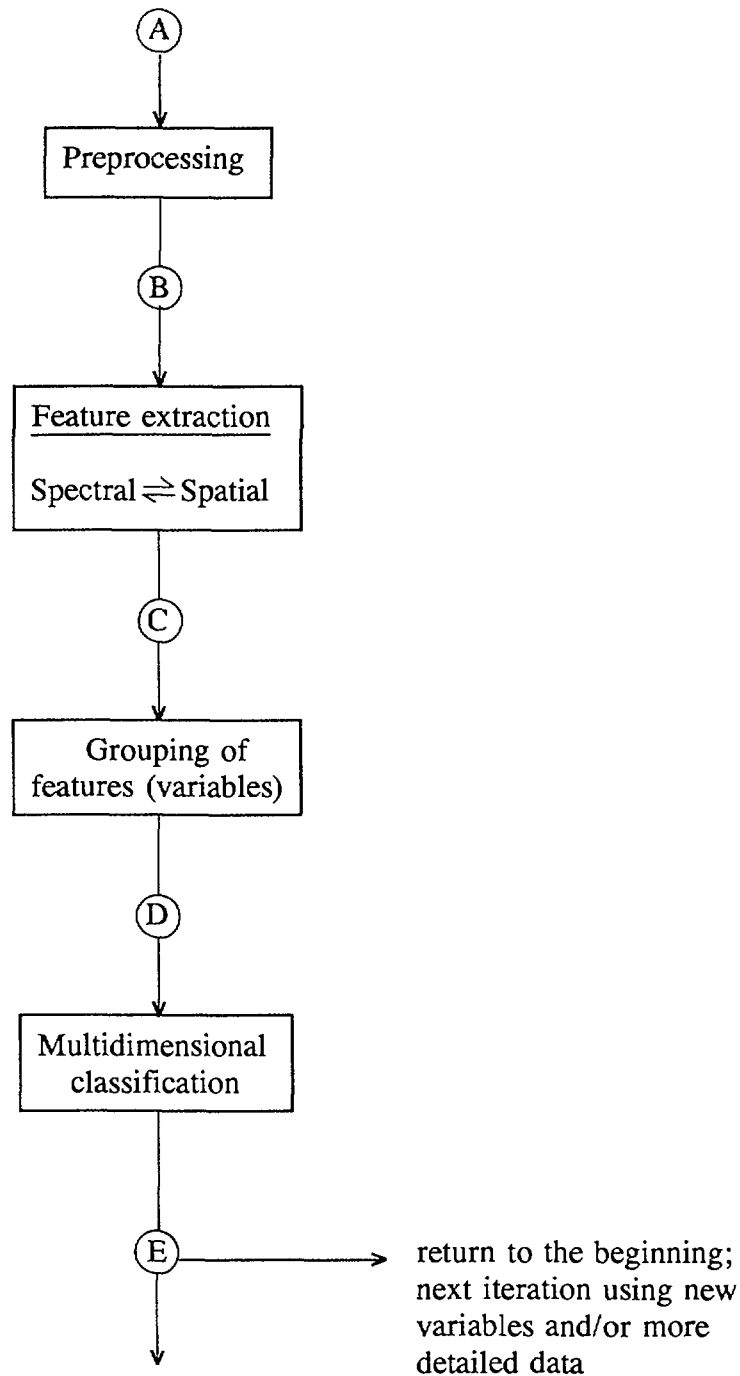 A
Preprocessing
B
Feature extraction
Spectral ⇌ Spatial
C
Grouping of
features (variables)
D
Multidimensional
classification
E
return to the beginning;
next iteration using new
variables and/or more
detailed data